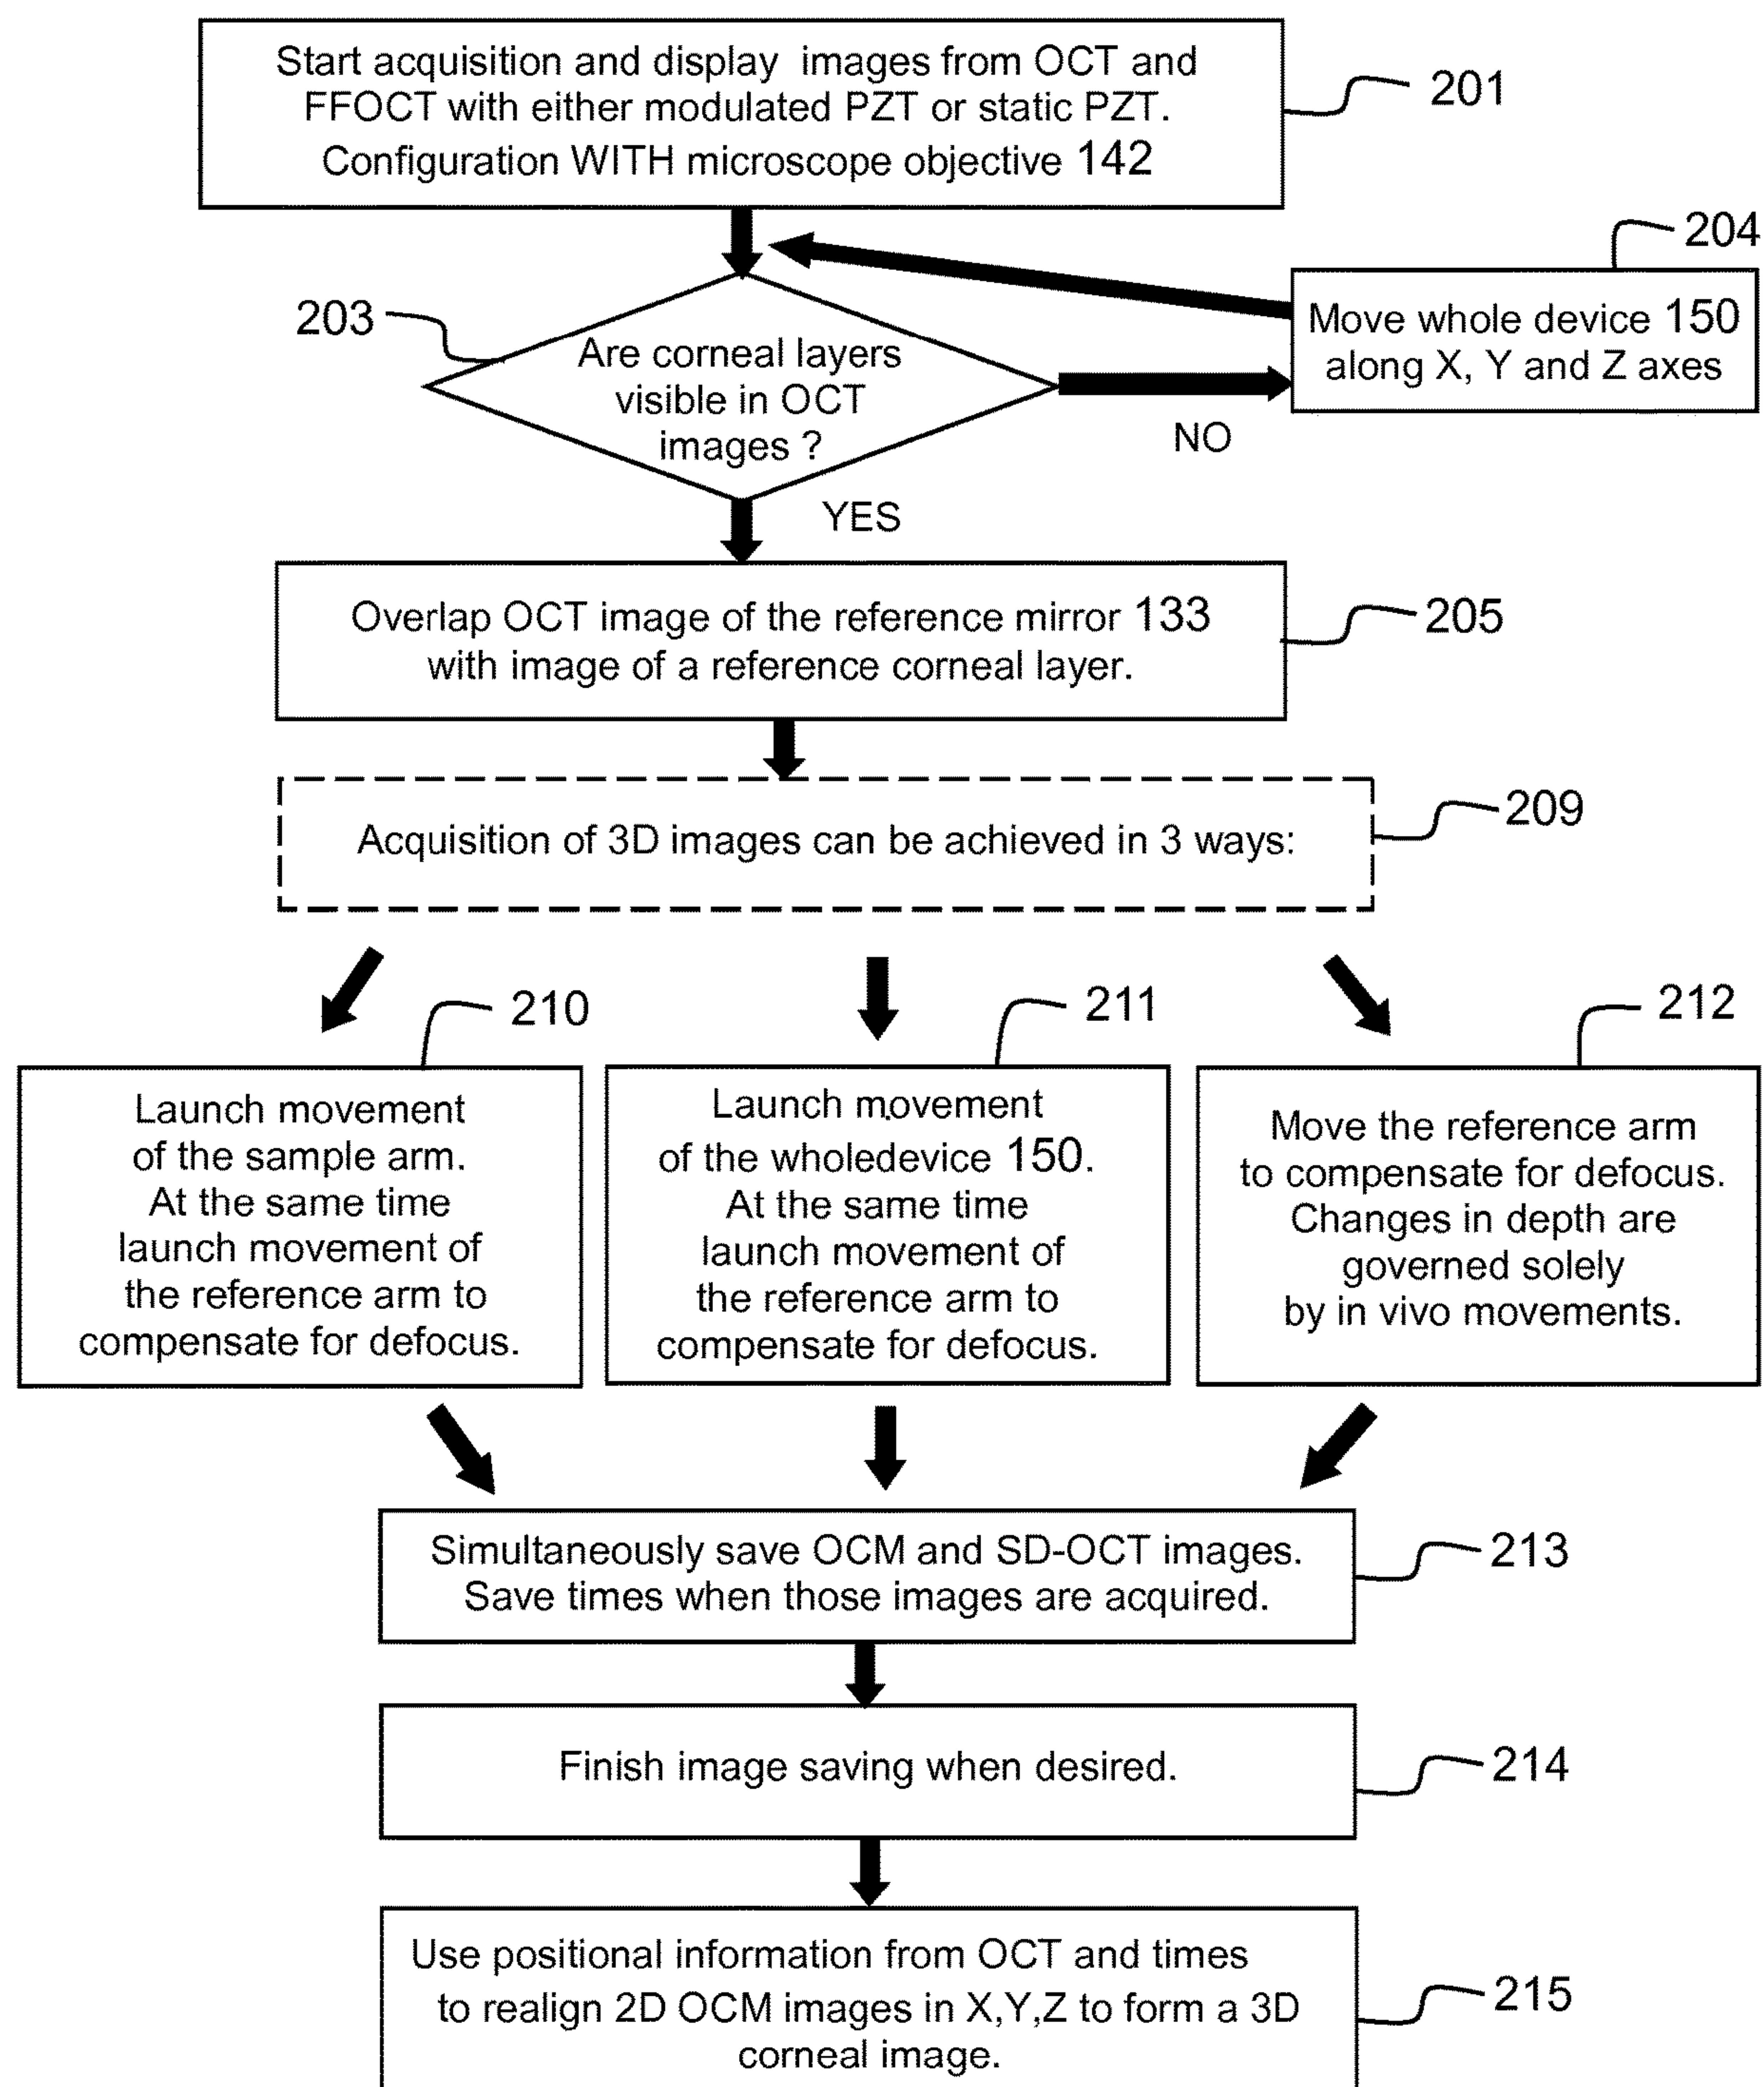 Start acquisition and display images from OCT and
FFOCT with either modulated PZT or static PZT.
Configuration WITH microscope objective 142
201
204
Move whole device 150
along X, Y and Z axes
203
Are corneal layers
visible in OCT
images ?
NO
YES
Overlap OCT image of the reference mirror 133
with image of a reference corneal layer.
205
Acquisition of 3D images can be achieved in 3 ways:
209
210
Launch movement
of the sample arm.
At the same time
launch movement of
the reference arm to
compensate for defocus.
211
Launch movement
of the wholedevice 150.
At the same time
launch movement of
the reference arm to
compensate for defocus.
212
Move the reference arm
to compensate for defocus.
Changes in depth are
governed solely
by in vivo movements.
Simultaneously save OCM and SD-OCT images.
Save times when those images are acquired.
213
Finish image saving when desired.
214
Use positional information from OCT and times
to realign 2D OCM images in X,Y,Z to form a 3D
corneal image.
215